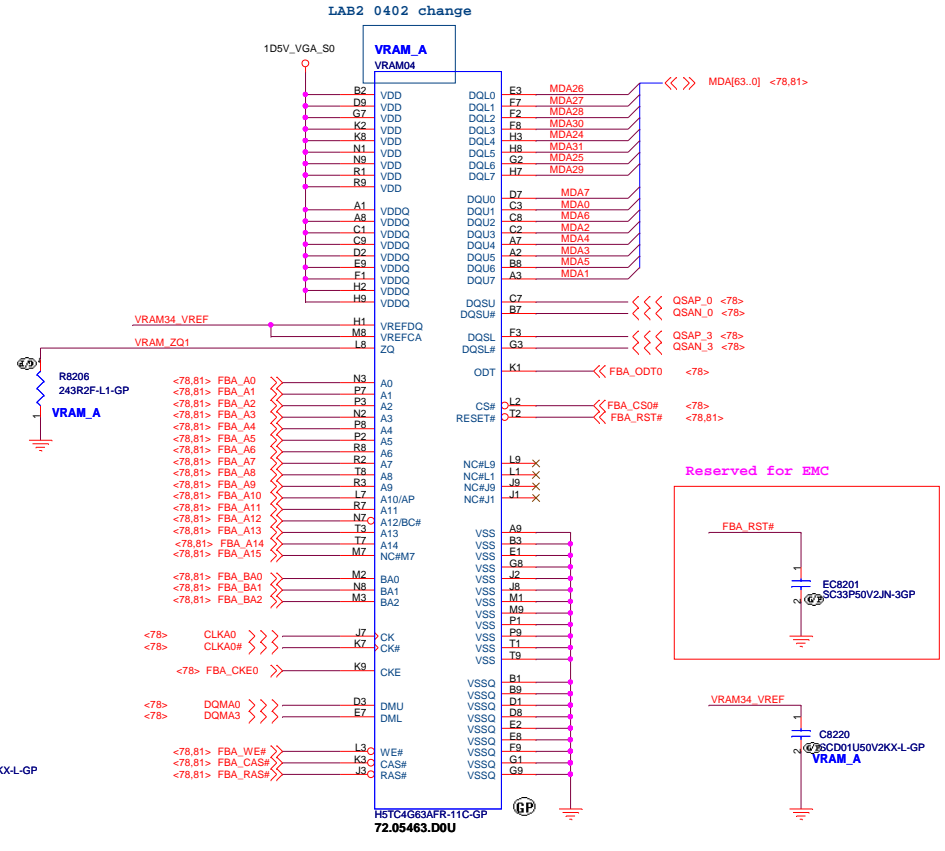 LAB2 0402 change
1D5V_VGA_S0
VRAM_A
VRAM04
MDA[63..0] <78,81>
B2 VDD DQL0 E3 MDA26
D9 VDD DQL1 F7 MDA27
G7 VDD DQL2 F2 MDA28
K2 VDD DQL3 F8 MDA30
K8 VDD DQL4 H3 MDA24
N1 VDD DQL5 H8 MDA31
N9 VDD DQL6 G2 MDA25
R1 VDD DQL7 H7 MDA29
R9 VDD
A1 VDDQ DQU0 D7 MDA7
A8 VDDQ DQU1 C3 MDA0
C1 VDDQ DQU2 C8 MDA6
C9 VDDQ DQU3 C2 MDA2
D2 VDDQ DQU4 A7 MDA4
E9 VDDQ DQU5 A2 MDA3
F1 VDDQ DQU6 B8 MDA5
H2 VDDQ DQU7 A3 MDA1
H9 VDDQ
DQSU C7 QSAP_0 <78>
DQSU# B7 QSAN_0 <78>
VRAM34_VREF H1 VREFDQ
M8 VREFCA
DQSL F3 QSAP_3 <78>
DQSL# G3 QSAN_3 <78>
VRAM_ZQ1 L8 ZQ
ODT K1 FBA_ODT0 <78>
R8206
243R2F-L1-GP
VRAM_A
1
<78,81> FBA_A0 N3 A0
<78,81> FBA_A1 P7 A1
<78,81> FBA_A2 P3 A2
<78,81> FBA_A3 N2 A3
<78,81> FBA_A4 P8 A4
<78,81> FBA_A5 P2 A5
<78,81> FBA_A6 R8 A6
<78,81> FBA_A7 R2 A7
<78,81> FBA_A8 T8 A8
<78,81> FBA_A9 R3 A9
<78,81> FBA_A10 L7 A10/AP
<78,81> FBA_A11 R7 A11
<78,81> FBA_A12 N7 A12/BC#
<78,81> FBA_A13 T3 A13
<78,81> FBA_A14 T7 A14
<78,81> FBA_A15 M7 NC#M7
CS# L2 FBA_CS0# <78>
RESET# T2 FBA_RST# <78,81>
NC#L9 L9
NC#L1 L1
NC#J9 J9
NC#J1 J1
<78,81> FBA_BA0 M2 BA0
<78,81> FBA_BA1 N8 BA1
<78,81> FBA_BA2 M3 BA2
<78> CLKA0 J7 CK
<78> CLKA0# K7 CK#
<78> FBA_CKE0 K9 CKE
<78> DQMA0 D3 DMU
<78> DQMA3 E7 DML
<78,81> FBA_WE# L3 WE#
<78,81> FBA_CAS# K3 CAS#
<78,81> FBA_RAS# J3 RAS#
VSS A9
VSS B3
VSS E1
VSS G8
VSS J2
VSS J8
VSS M1
VSS M9
VSS P1
VSS P9
VSS T1
VSS T9
VSSQ B1
VSSQ B9
VSSQ D1
VSSQ D8
VSSQ E2
VSSQ E8
VSSQ F9
VSSQ G1
VSSQ G9
KX-L-GP
H5TC4G63AFR-11C-GP
72.05463.D0U
GP
Reserved for EMC
FBA_RST#
1
EC8201
2
SC33P50V2JN-3GP
VRAM34_VREF
1
C8220
2
SCD01U50V2KX-L-GP
VRAM_A